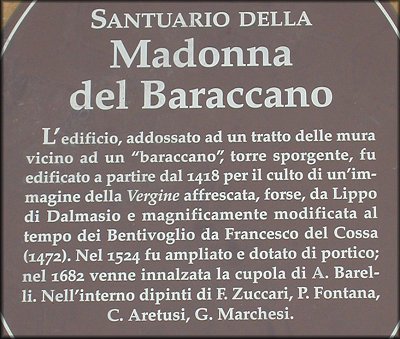 SANTUARIO DELLA
Madonna
del Baraccano
L'edificio, addossato ad un tratto delle mura
vicino ad un “baraccano”, torre sporgente, fu
edificato a partire dal 1418 per il culto di un'im-
magine della Vergine affrescata, forse, da Lippo
di Dalmasio e magnificamente modificata al
tempo dei Bentivoglio da Francesco del Cossa
(1472). Nel 1524 fu ampliato e dotato di portico;
nel 1682 venne innalzata la cupola di A. Barel-
li. Nell'interno dipinti di F. Zuccari, P. Fontana,
C. Aretusi, G. Marchesi.